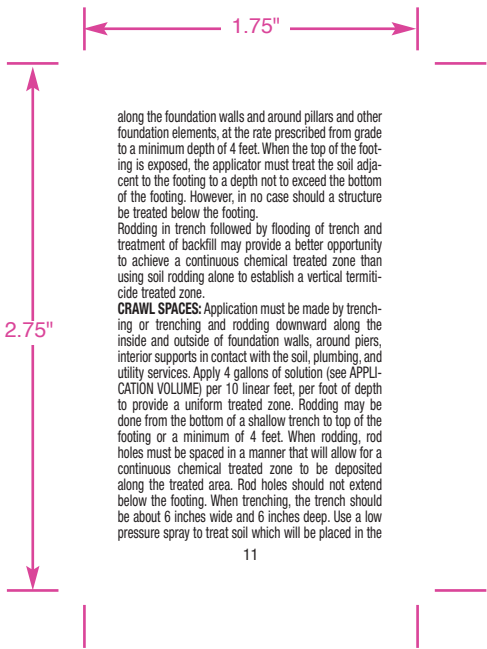 1.75"
along the foundation walls and around pillars and other
foundation elements, at the rate prescribed from grade
to a minimum depth of 4 feet. When the top of the foot-
ing is exposed, the applicator must treat the soil adja-
cent to the footing to a depth not to exceed the bottom
of the footing. However, in no case should a structure
be treated below the footing.
Rodding in trench followed by flooding of trench and
treatment of backfill may provide a better opportunity
to achieve a continuous chemical treated zone than
using soil rodding alone to establish a vertical termiti-
cide treated zone.
CRAWL SPACES: Application must be made by trench-
ing or trenching and rodding downward along the
2.75"
inside and outside of foundation walls, around piers,
interior supports in contact with the soil, plumbing, and
utility services. Apply 4 gallons of solution (see APPLI-
CATION VOLUME) per 10 linear feet, per foot of depth
to provide a uniform treated zone. Rodding may be
done from the bottom of a shallow trench to top of the
footing or a minimum of 4 feet. When rodding, rod
holes must be spaced in a manner that will allow for a
continuous chemical treated zone to be deposited
along the treated area. Rod holes should not extend
below the footing. When trenching, the trench should
be about 6 inches wide and 6 inches deep. Use a low
pressure spray to treat soil which will be placed in the
11